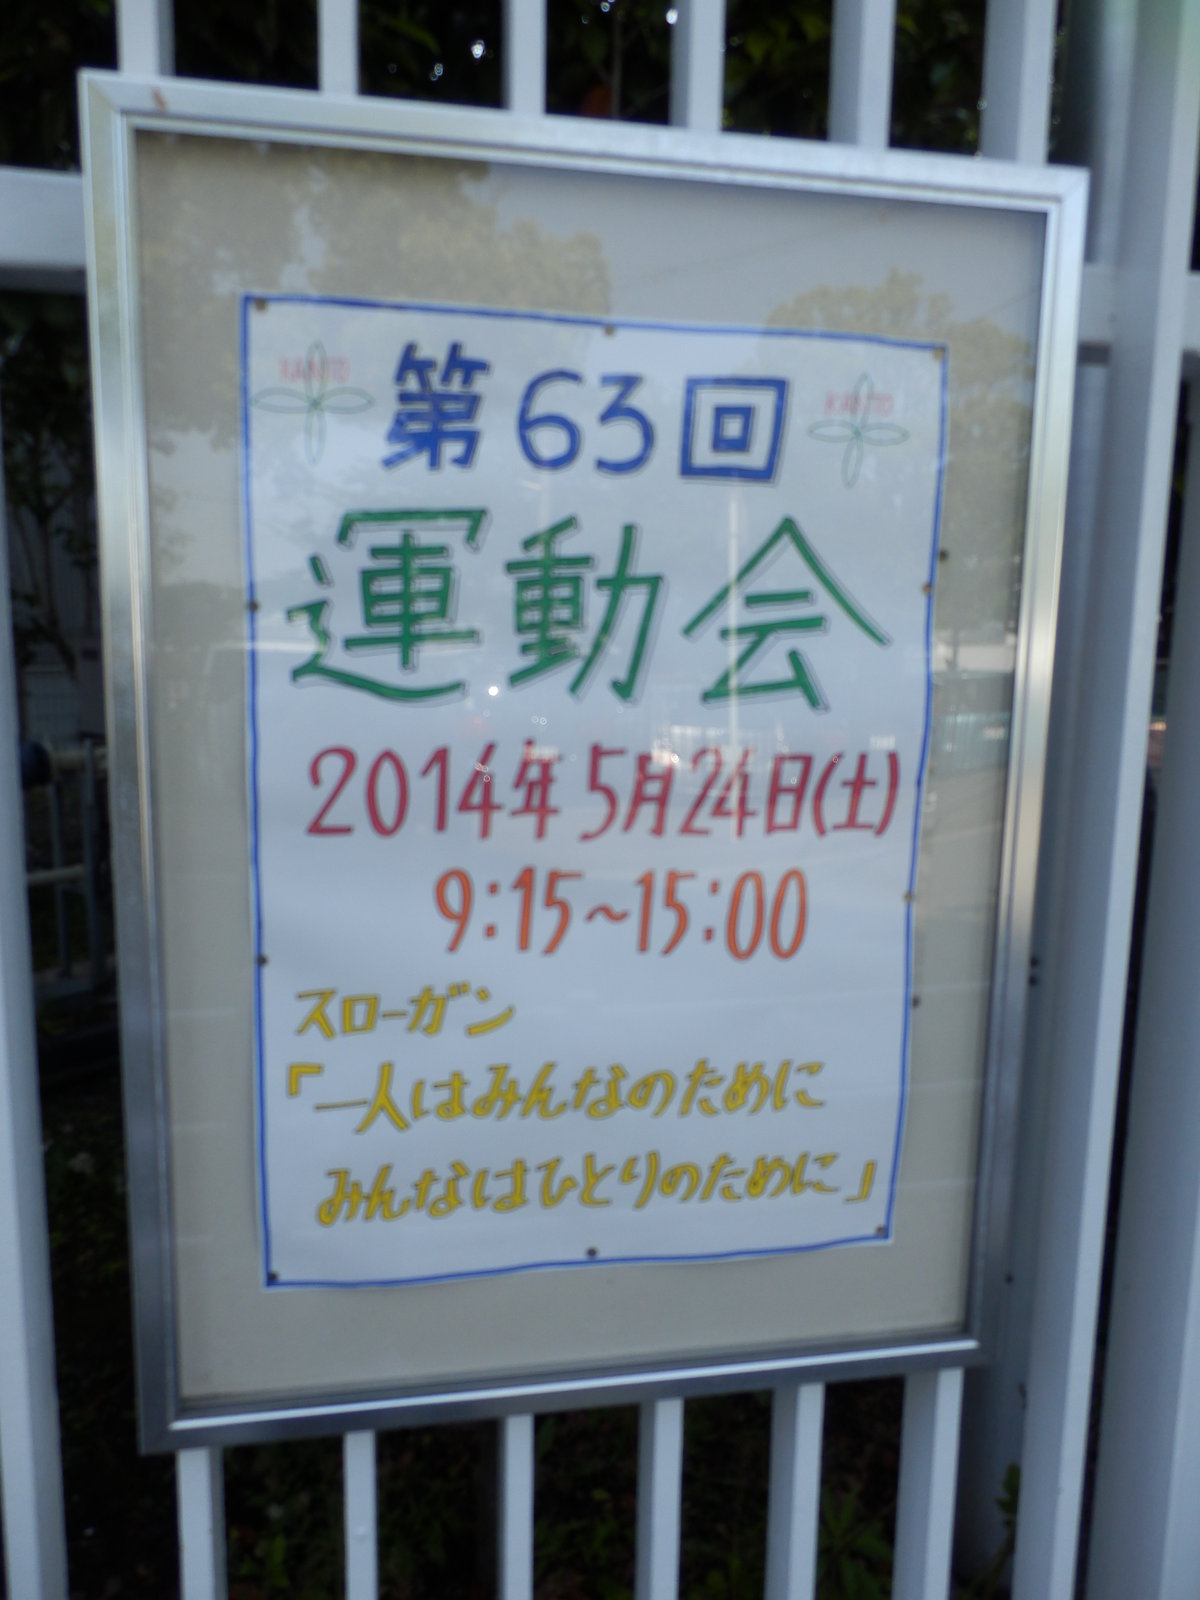 KANTO
KANTO
第63回
運動会
2014年5月24日(土)
9:15~15:00
スローガン
「一人はみんなのために
みんなはひとりのために」